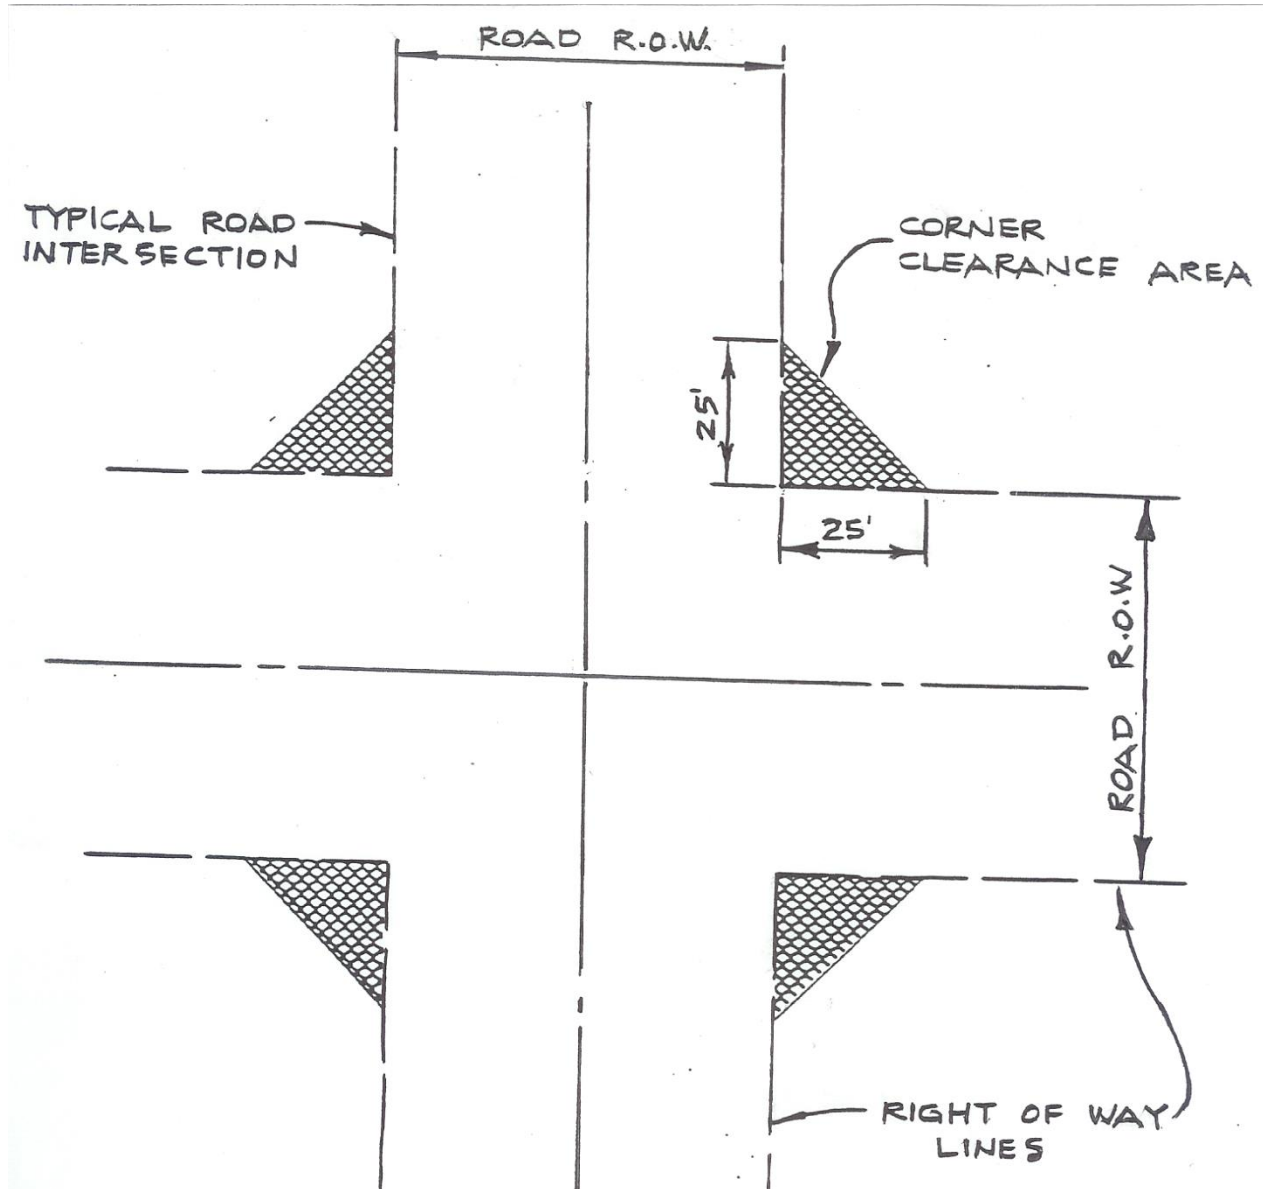 ROAD R.O.W.
TYPICAL ROAD
INTERSECTION
CORNER
CLEARANCE AREA
25'
25'
ROAD R.O.W
RIGHT OF WAY
LINES